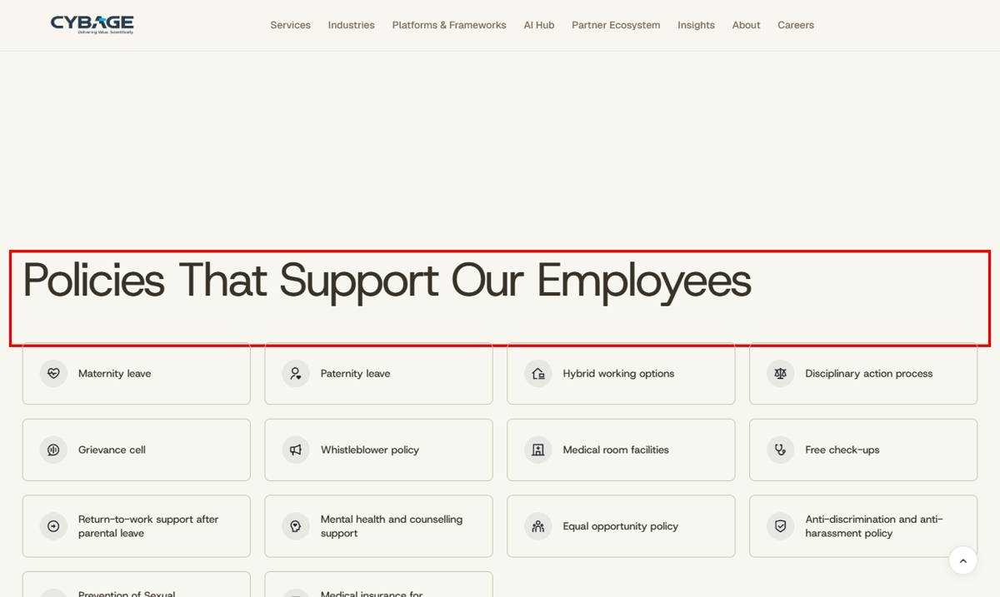 CYBAGE
Delivering Value. Scientifically.
Services Industries Platforms & Frameworks AI Hub Partner Ecosystem Insights About Careers
Policies That Support Our Employees
Maternity leave
Paternity leave
Hybrid working options
Disciplinary action process
Grievance cell
Whistleblower policy
Medical room facilities
Free check-ups
Return-to-work support after
parental leave
Mental health and counselling
support
Equal opportunity policy
Anti-discrimination and anti-
harassment policy
Prevention of Sexual
Medical insurance for